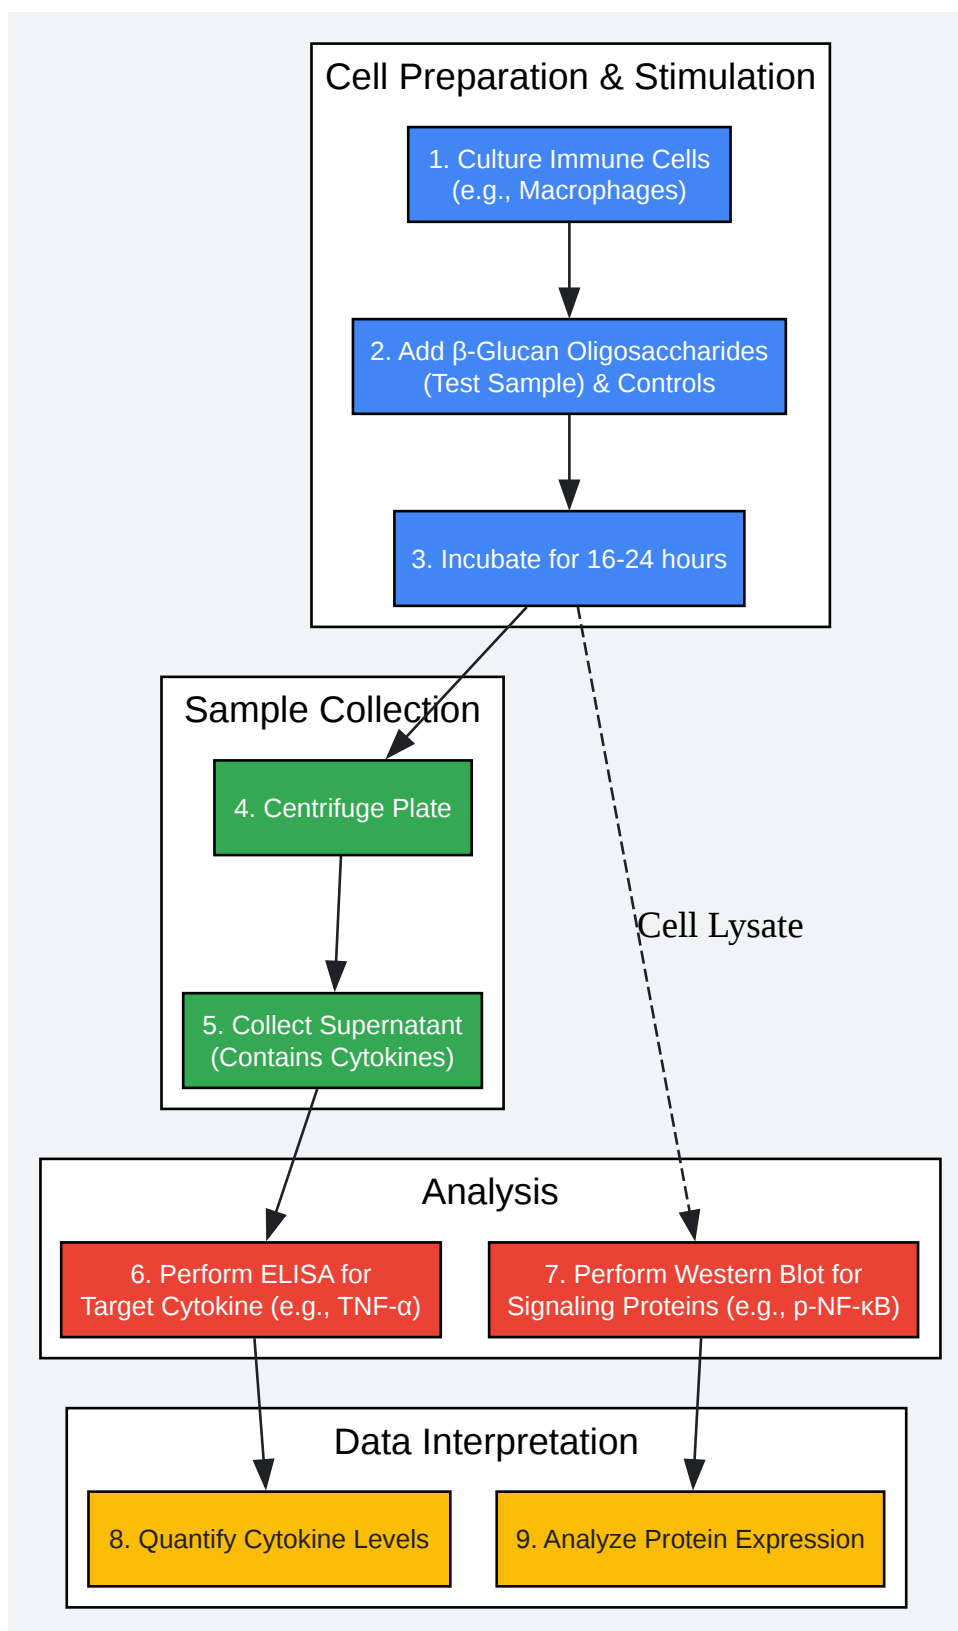 Cell Preparation & Stimulation
1. Culture Immune Cells
(e.g., Macrophages)
2. Add β-Glucan Oligosaccharides
(Test Sample) & Controls
3. Incubate for 16-24 hours
Sample Collection
4. Centrifuge Plate
Cell Lysate
5. Collect Supernatant
(Contains Cytokines)
Analysis
6. Perform ELISA for
Target Cytokine (e.g., TNF-α)
7. Perform Western Blot for
Signaling Proteins (e.g., p-NF-κB)
Data Interpretation
8. Quantify Cytokine Levels
9. Analyze Protein Expression